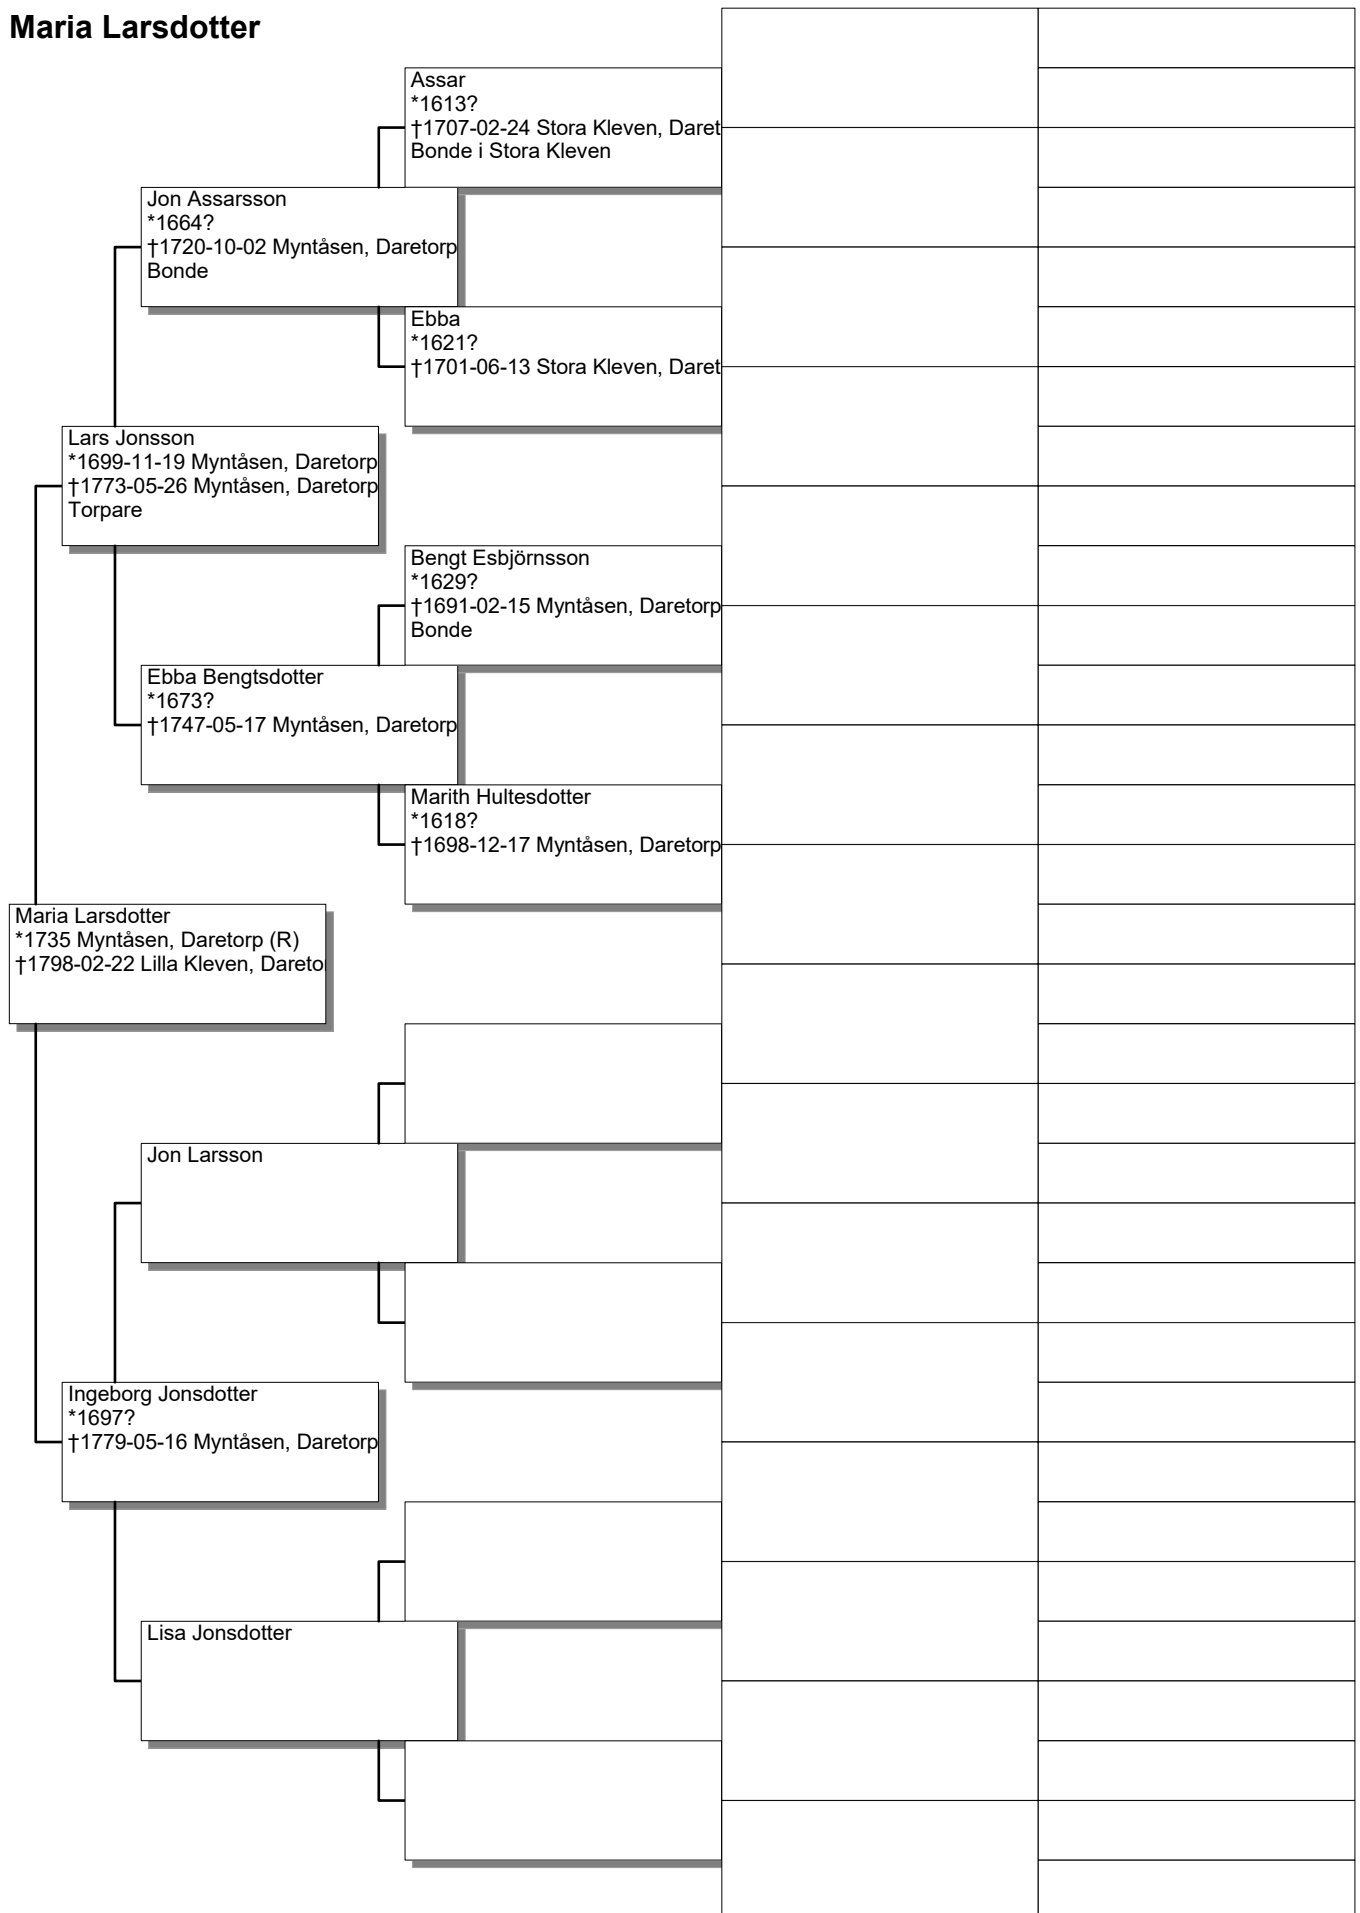 Maria Larsdotter
Assar
*1613?
†1707-02-24 Stora Kleven, Daret
Bonde i Stora Kleven
Jon Assarsson
*1664?
†1720-10-02 Myntåsen, Daretorp
Bonde
Ebba
*1621?
†1701-06-13 Stora Kleven, Daret
Lars Jonsson
*1699-11-19 Myntåsen, Daretorp
†1773-05-26 Myntåsen, Daretorp
Torpare
Bengt Esbjörnsson
*1629?
†1691-02-15 Myntåsen, Daretorp
Bonde
Ebba Bengtsdotter
*1673?
†1747-05-17 Myntåsen, Daretorp
Marith Hultesdotter
*1618?
†1698-12-17 Myntåsen, Daretorp
Maria Larsdotter
*1735 Myntåsen, Daretorp (R)
†1798-02-22 Lilla Kleven, Dareto
Jon Larsson
Ingeborg Jonsdotter
*1697?
†1779-05-16 Myntåsen, Daretorp
Lisa Jonsdotter